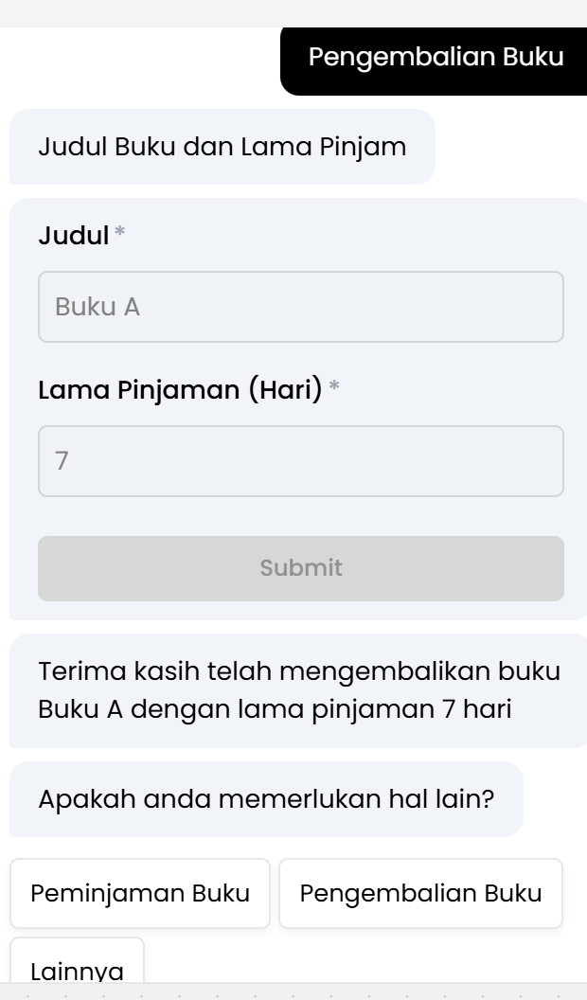 Pengembalian Buku
Judul Buku dan Lama Pinjam
Judul *
Buku A
Lama Pinjaman (Hari) *
7
Submit
Terima kasih telah mengembalikan buku
Buku A dengan lama pinjaman 7 hari
Apakah anda memerlukan hal lain?
Peminjaman Buku
Pengembalian Buku
Lainnya